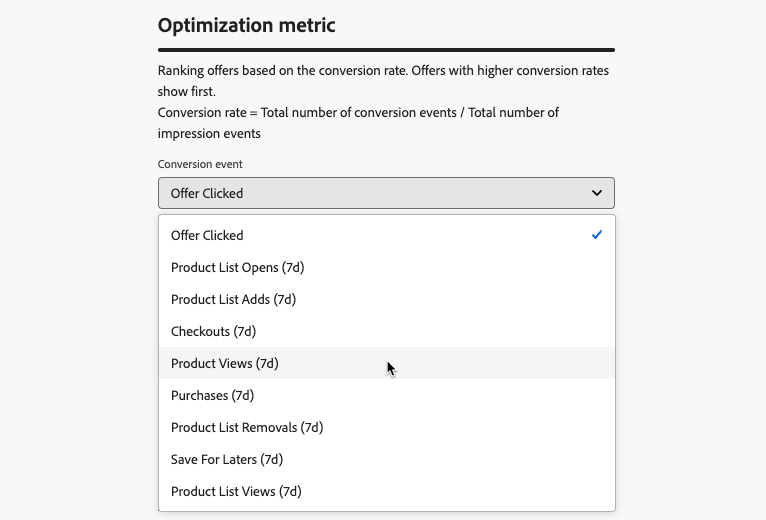 Optimization metric
Ranking offers based on the conversion rate. Offers with higher conversion rates
show first.
Conversion rate = Total number of conversion events / Total number of
impression events
Conversion event
Offer Clicked
Offer Clicked
Product List Opens (7d)
Product List Adds (7d)
Checkouts (7d)
Product Views (7d)
Purchases (7d)
Product List Removals (7d)
Save For Laters (7d)
Product List Views (7d)